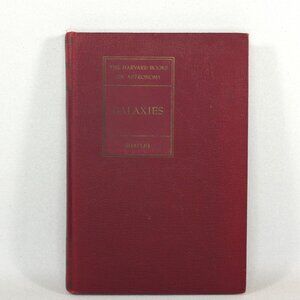 THE HARVARD BOOKS
ON ASTRONOMY
GALAXIES
SHAPLEY